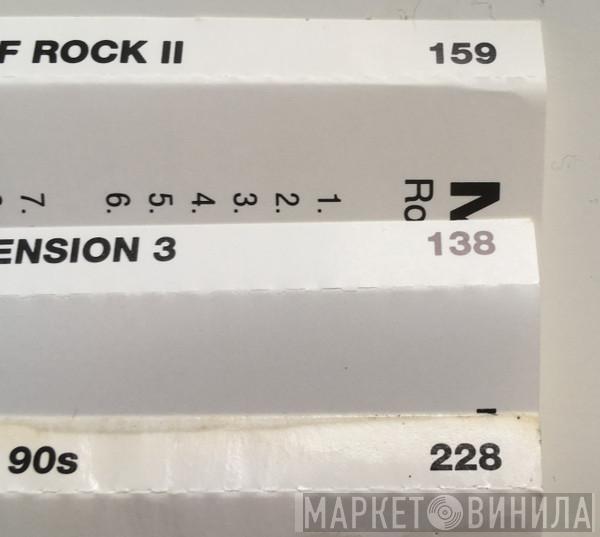 F ROCK II 159
7. 6. 5. 4. 3. 2. 1.
Ro
ENSION 3 138
90s 228
МАРКЕТ ВИНИЛА